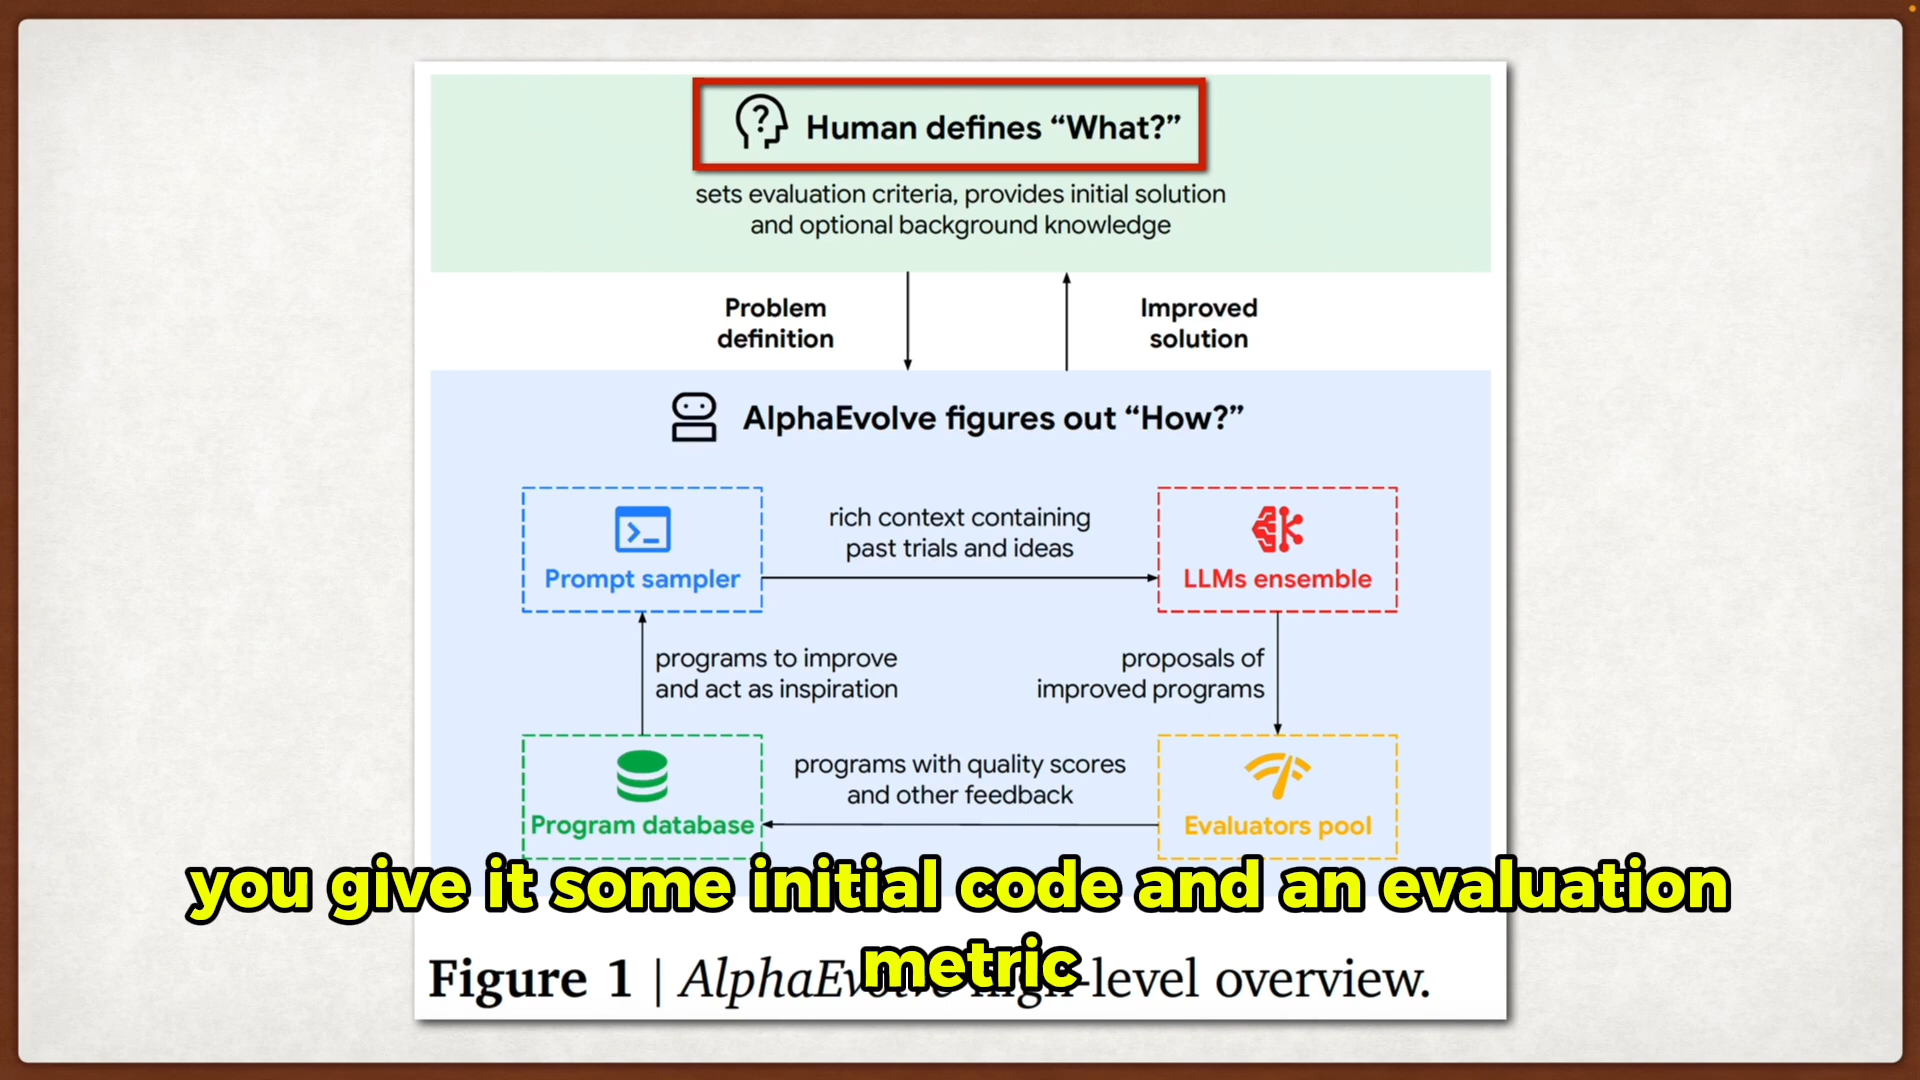 Human defines “What?”
sets evaluation criteria, provides initial solution
and optional background knowledge
Problem
definition
Improved
solution
AlphaEvolve figures out “How?”
Prompt sampler
rich context containing
past trials and ideas
LLMs ensemble
programs to improve
and act as inspiration
proposals of
improved programs
Program database
programs with quality scores
and other feedback
Evaluators pool
you give it some initial code and an evaluation
metric
Figure 1 | AlphaEvolve high-level overview.